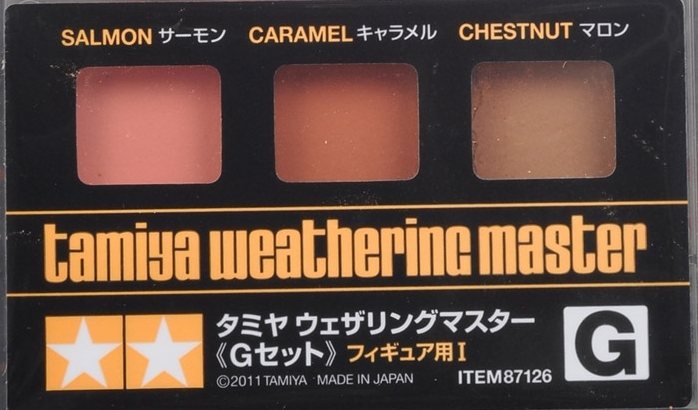 SALMON サーモン CARAMEL キャラメル CHESTNUT マロン
tamiya weathering master
タミヤ ウェザリングマスター
《Gセット》 フィギュア用I
©2011 TAMIYA MADE IN JAPAN ITEM87126
G